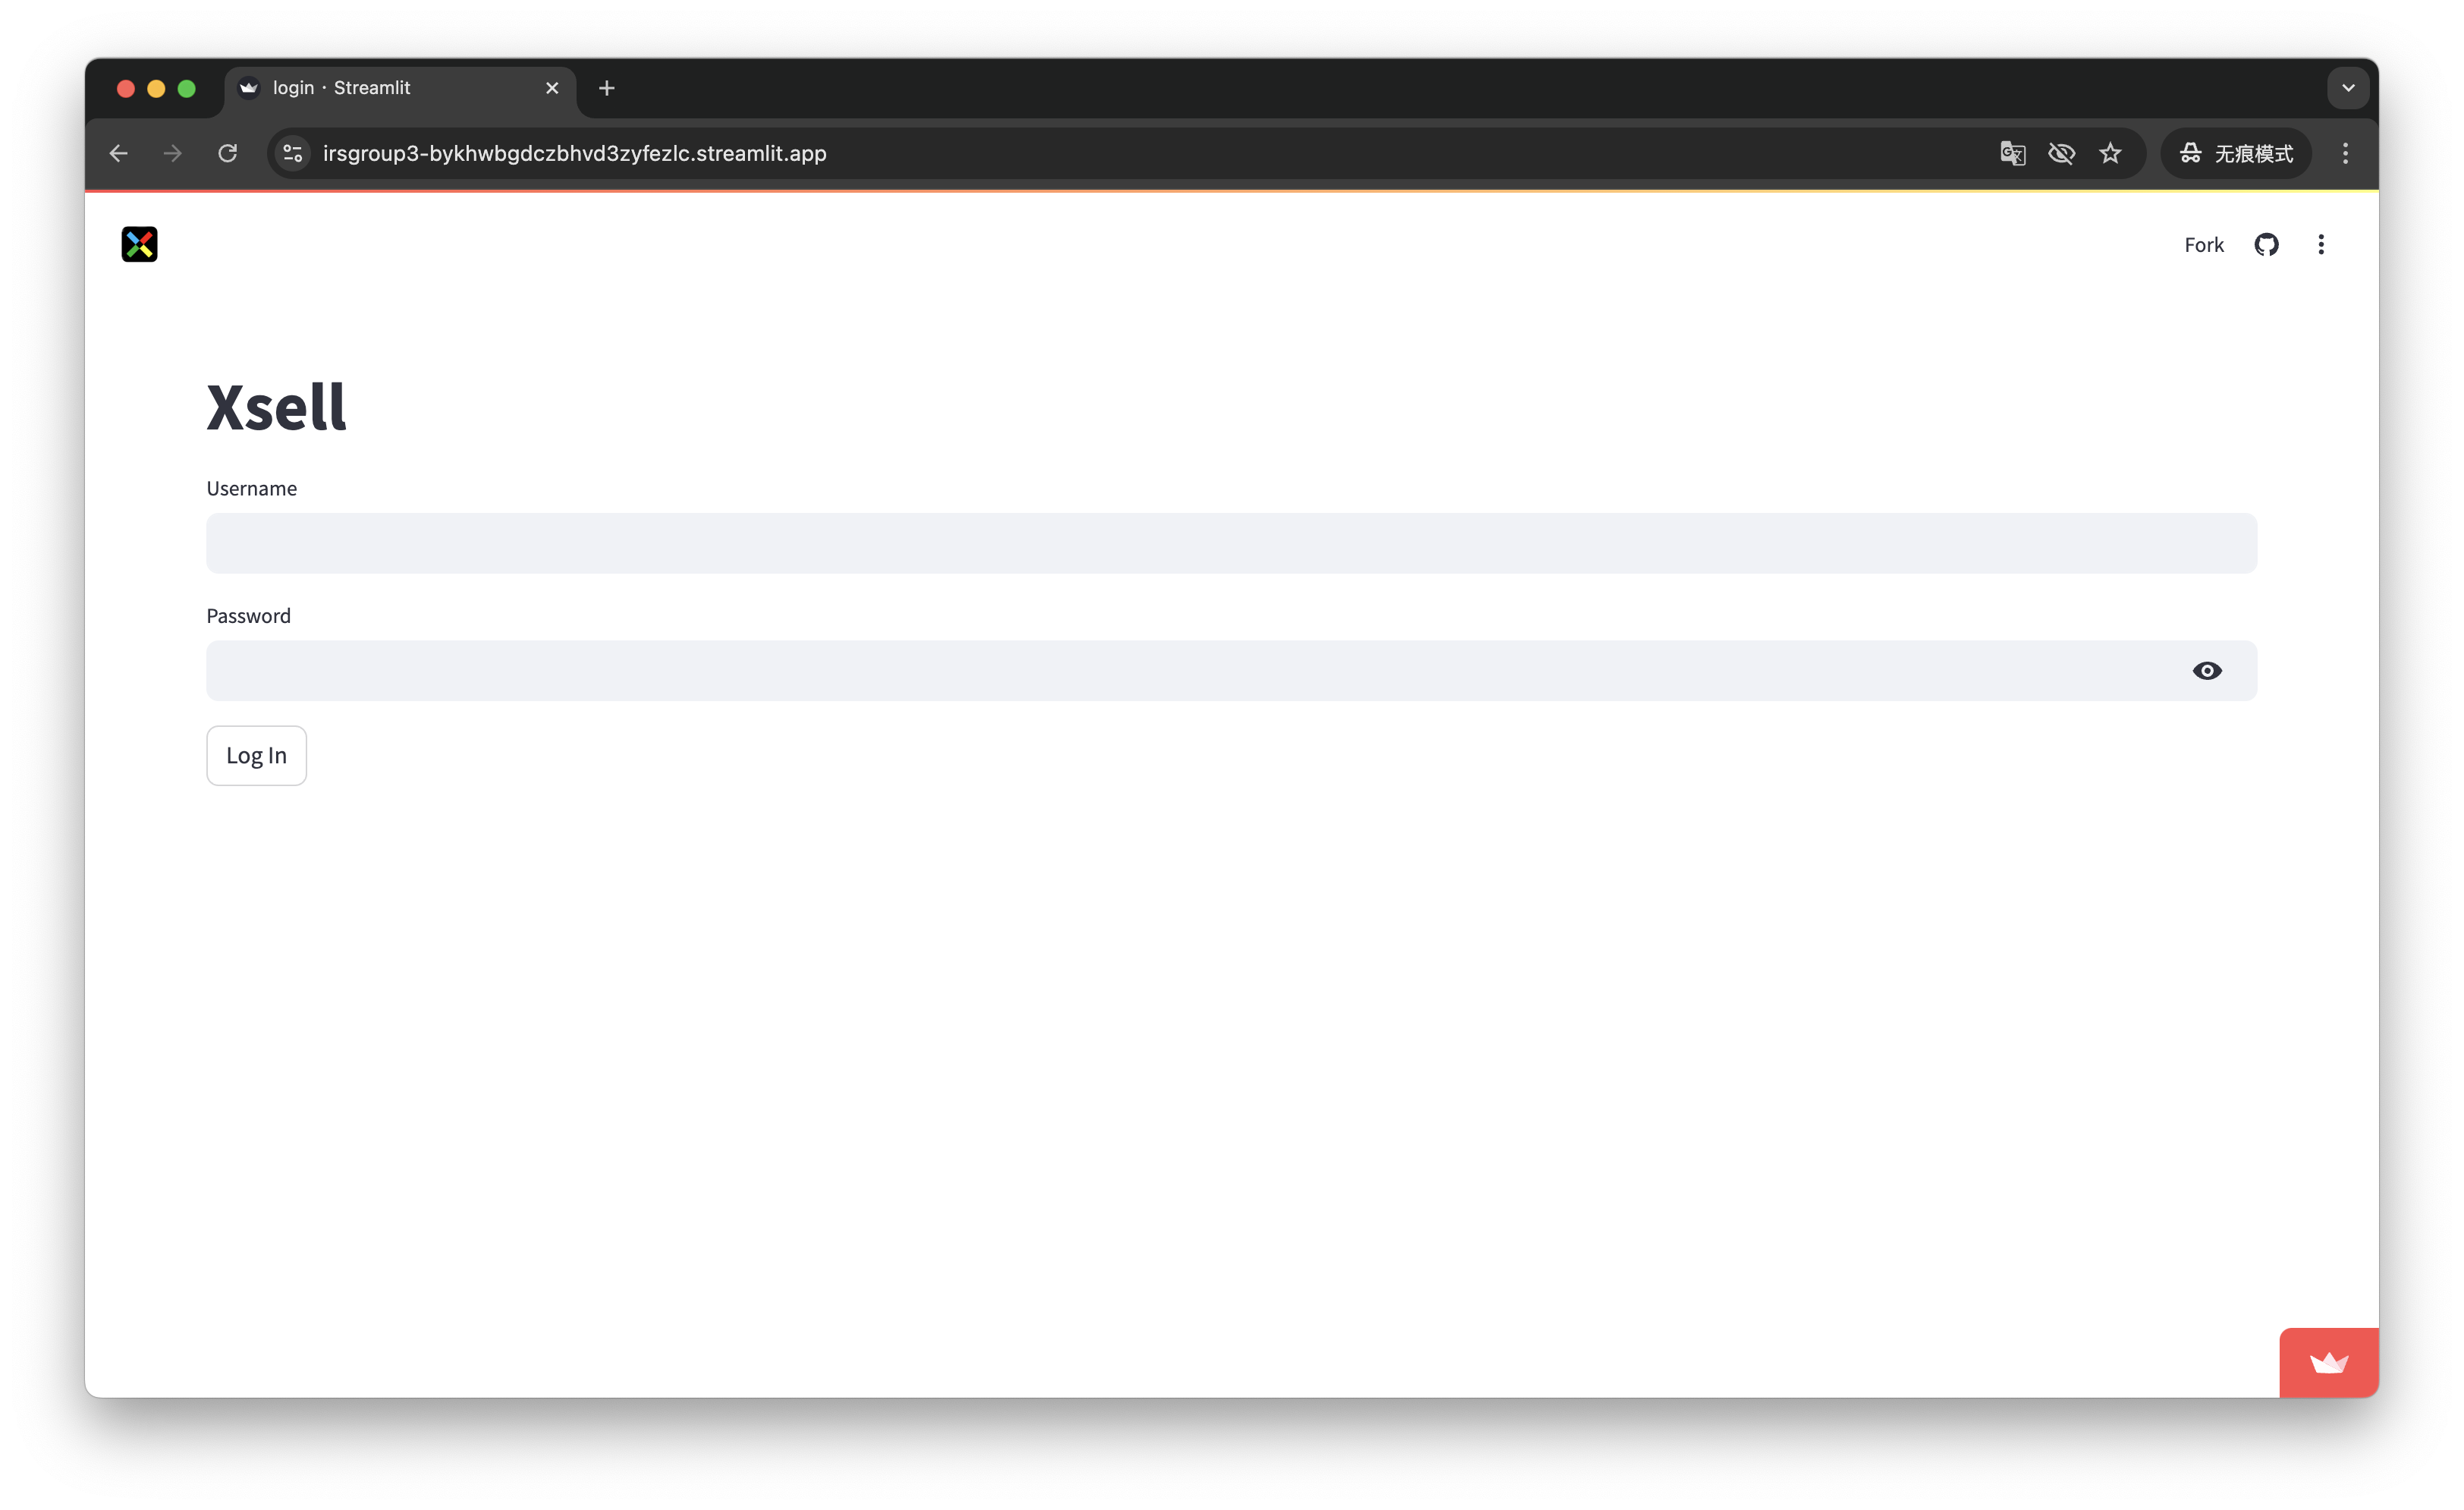 login · Streamlit
irsgroup3-bykhwbgdczbhvd3zyfezlc.streamlit.app
无痕模式
Fork
Xsell
Username
Password
Log In